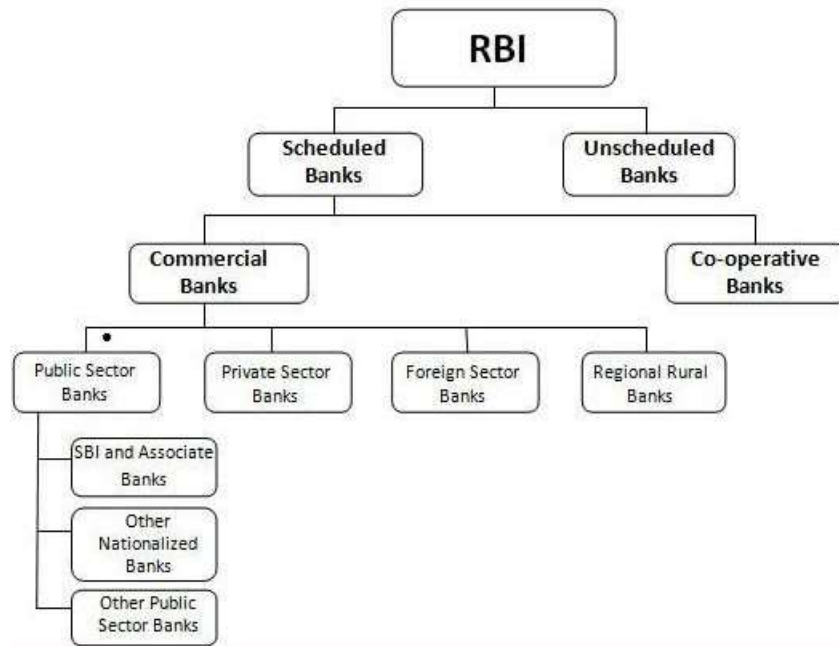 RBI
Scheduled
Banks
Unscheduled
Banks
Commercial
Banks
Co-operative
Banks
Public Sector
Banks
Private Sector
Banks
Foreign Sector
Banks
Regional Rural
Banks
SBI and Associate
Banks
Other
Nationalized
Banks
Other Public
Sector Banks